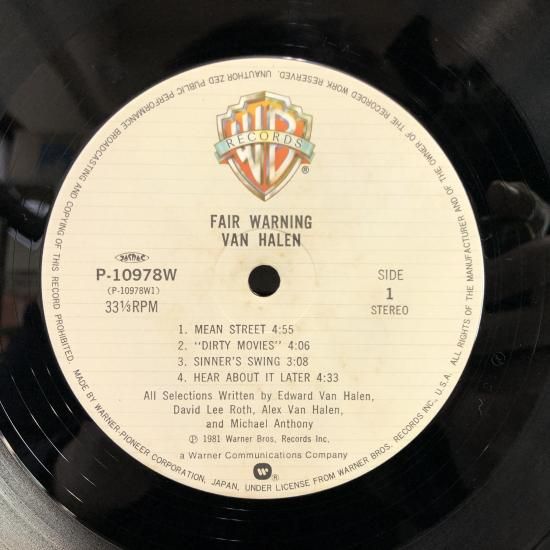 WB
RECORDS
®
FAIR WARNING
VAN HALEN
JASRAC
P-10978W
(P-10978W1)
33⅓RPM
SIDE
1
STEREO
1. MEAN STREET 4:55
2. "DIRTY MOVIES" 4:06
3. SINNER'S SWING 3:08
4. HEAR ABOUT IT LATER 4:33
All Selections Written by Edward Van Halen,
David Lee Roth, Alex Van Halen,
and Michael Anthony
℗ 1981 Warner Bros. Records Inc.
a Warner Communications Company
MADE BY WARNER-PIONEER CORPORATION, JAPAN, UNDER LICENSE FROM WARNER BROS. RECORDS INC., U.S.A. ALL RIGHTS OF THE MANUFACTURER AND OF THE OWNER OF THE RECORDED WORK RESERVED. UNAUTHORIZED PUBLIC PERFORMANCE BROADCASTING AND COPYING OF THIS RECORD PROHIBITED.